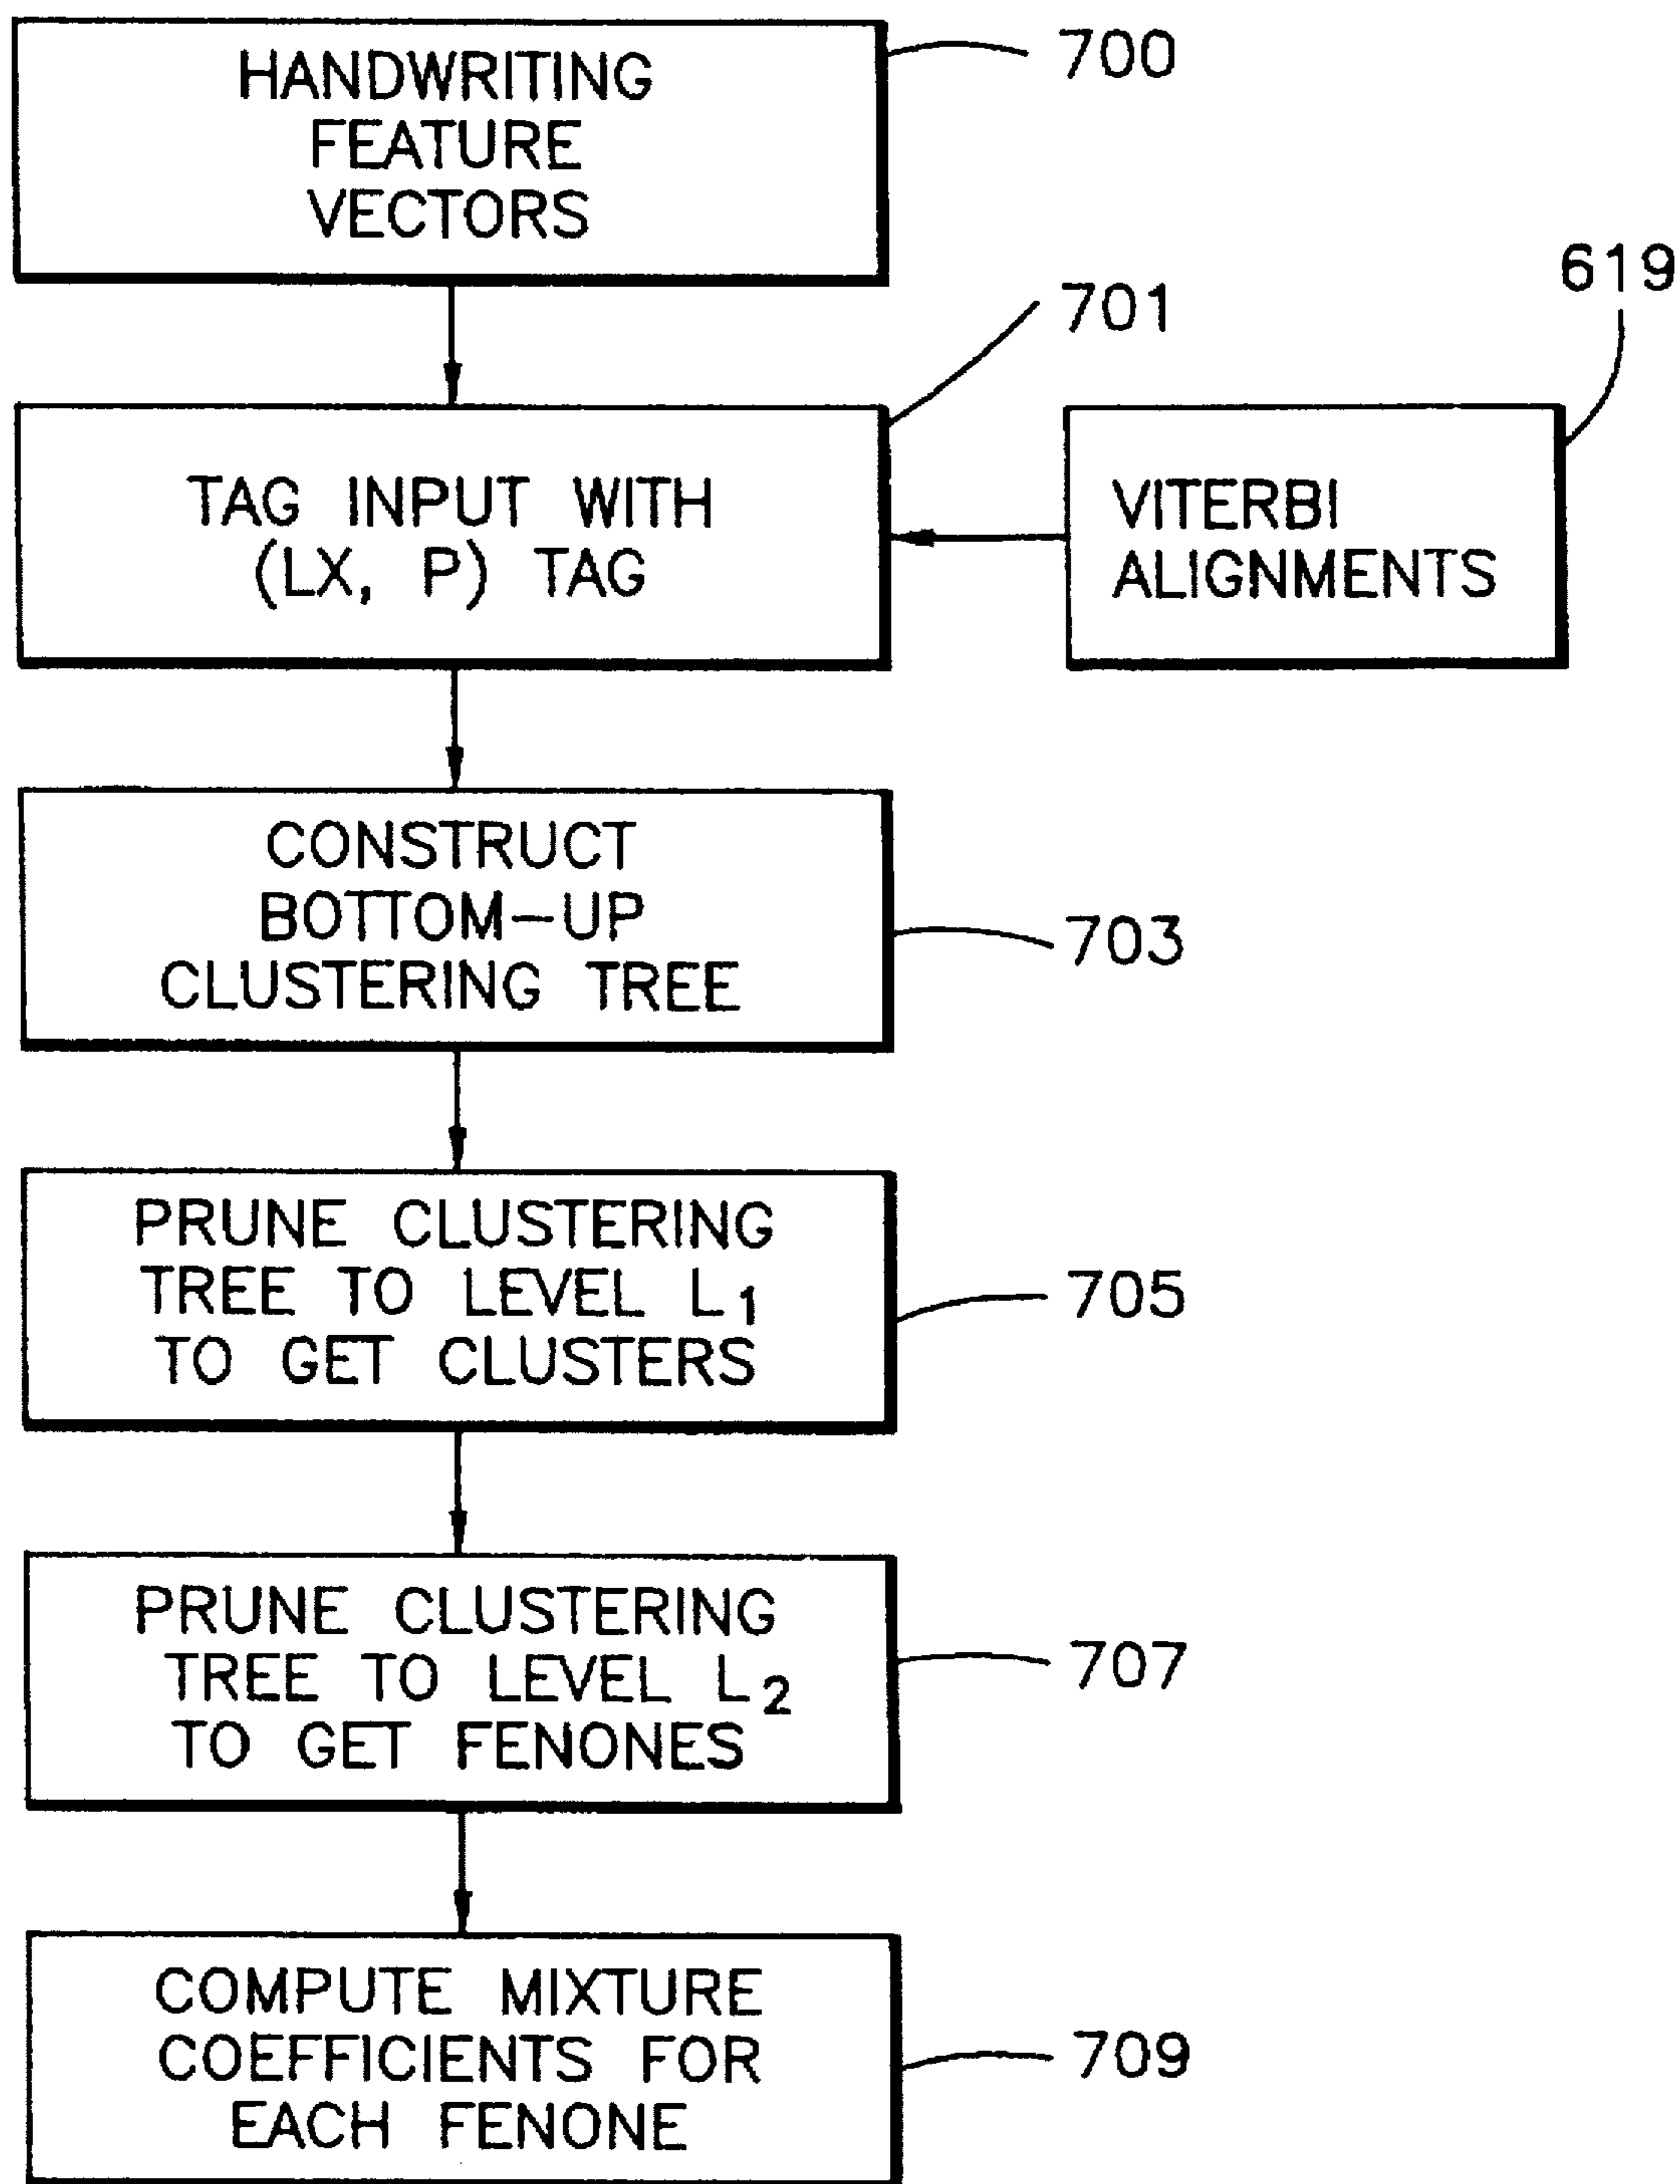 HANDWRITING
FEATURE
VECTORS
700
701
619
TAG INPUT WITH
(LX, P) TAG
VITERBI
ALIGNMENTS
CONSTRUCT
BOTTOM-UP
CLUSTERING TREE
703
PRUNE CLUSTERING
TREE TO LEVEL L₁
TO GET CLUSTERS
705
PRUNE CLUSTERING
TREE TO LEVEL L₂
TO GET FENONES
707
COMPUTE MIXTURE
COEFFICIENTS FOR
EACH FENONE
709